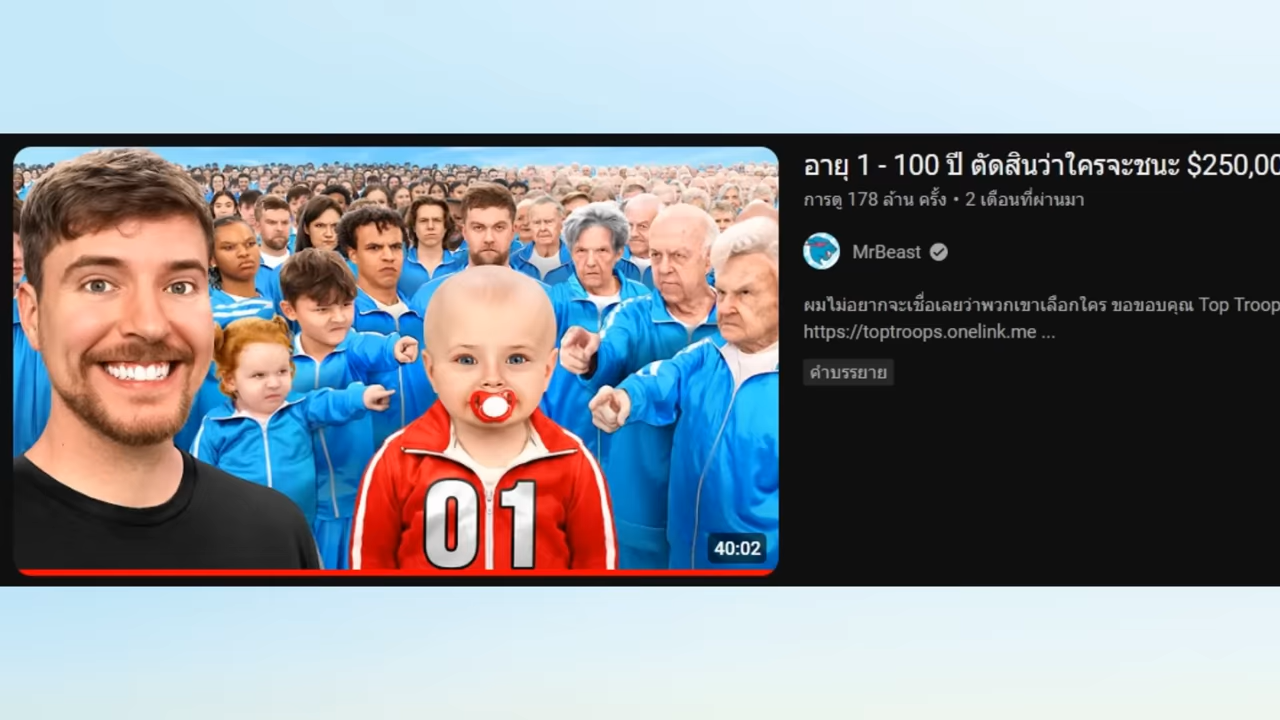 01
40:02
อายุ 1 - 100 ปี ตัดสินว่าใครจะชนะ $250,00
การดู 178 ล้าน ครั้ง • 2 เดือนที่ผ่านมา
MrBeast
ผมไม่อยากจะเชื่อเลยว่าพวกเขาเลือกใคร ขอขอบคุณ Top Troop
https://toptroops.onelink.me ...
คำบรรยาย